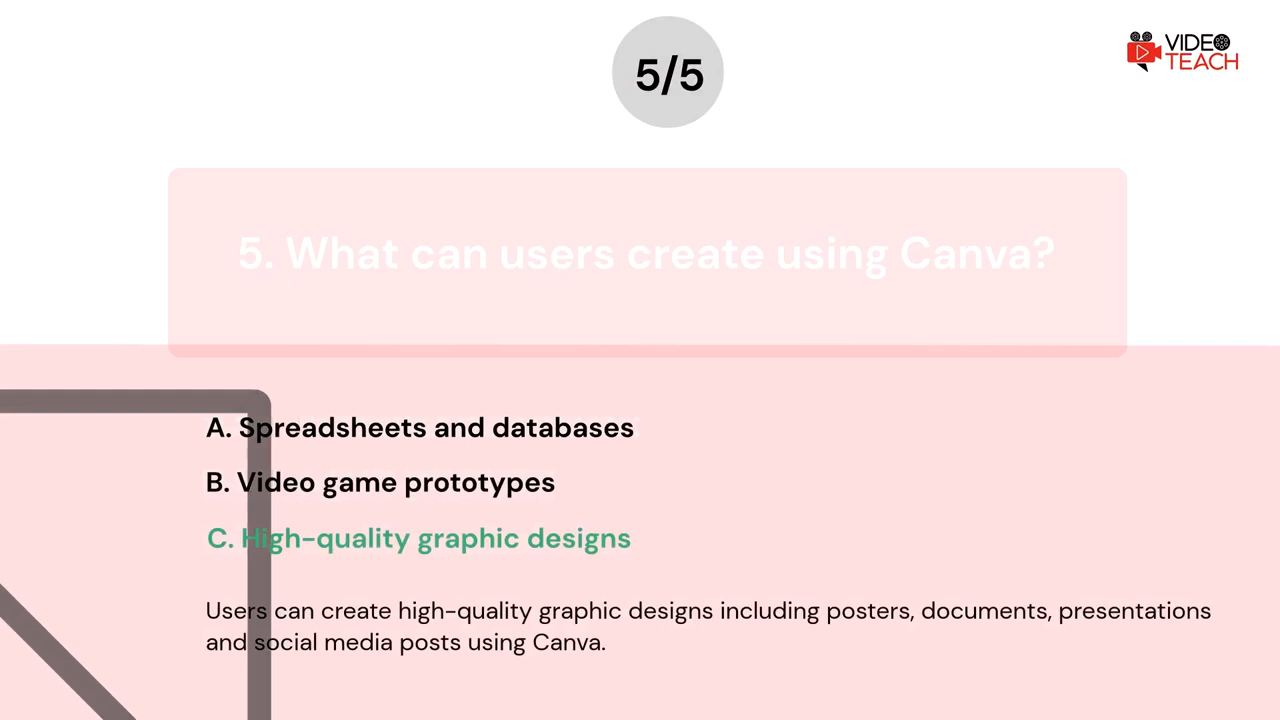 5/5
VIDEO
TEACH
5. What can users create using Canva?
A. Spreadsheets and databases
B. Video game prototypes
C. High-quality graphic designs
Users can create high-quality graphic designs including posters, documents, presentations
and social media posts using Canva.